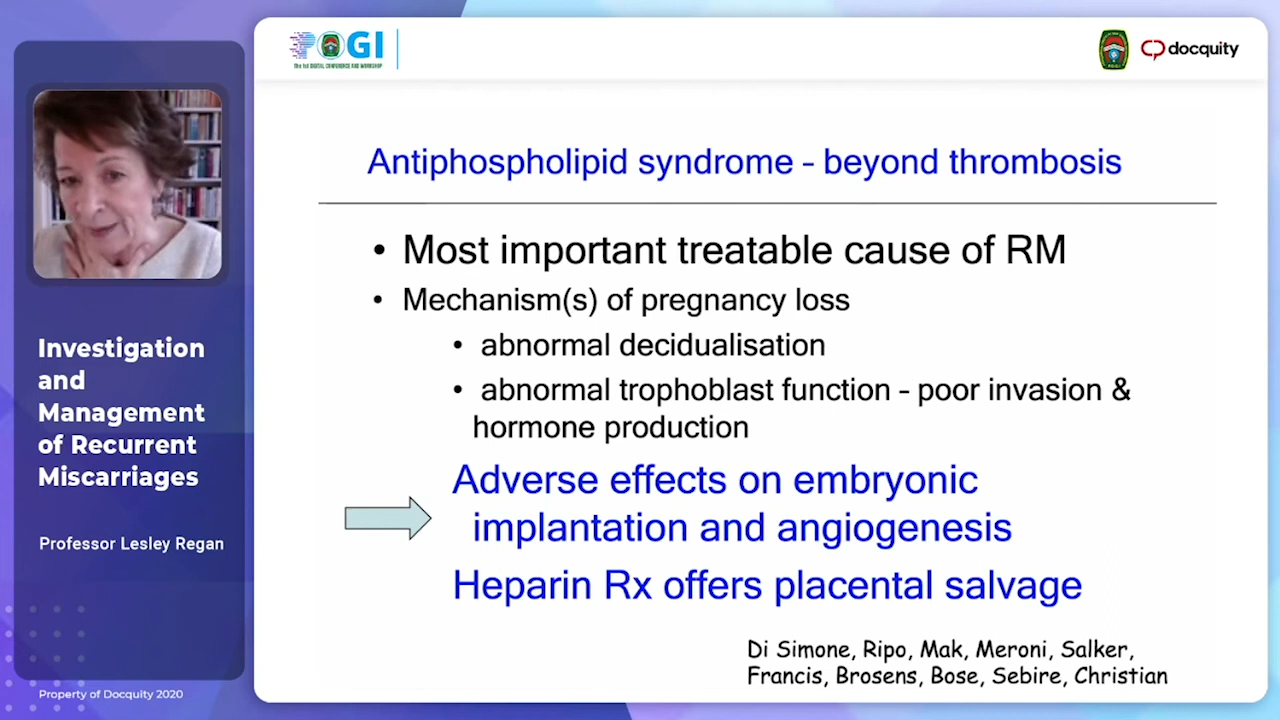 POGI
The 1st DIGITAL CONFERENCE AND WORKSHOP
POGI
docquity
Antiphospholipid syndrome – beyond thrombosis
• Most important treatable cause of RM
• Mechanism(s) of pregnancy loss
• abnormal decidualisation
• abnormal trophoblast function – poor invasion &
hormone production
Adverse effects on embryonic
implantation and angiogenesis
Heparin Rx offers placental salvage
Di Simone, Ripo, Mak, Meroni, Salker,
Francis, Brosens, Bose, Sebire, Christian
Investigation
and
Management
of Recurrent
Miscarriages
Professor Lesley Regan
Property of Docquity 2020